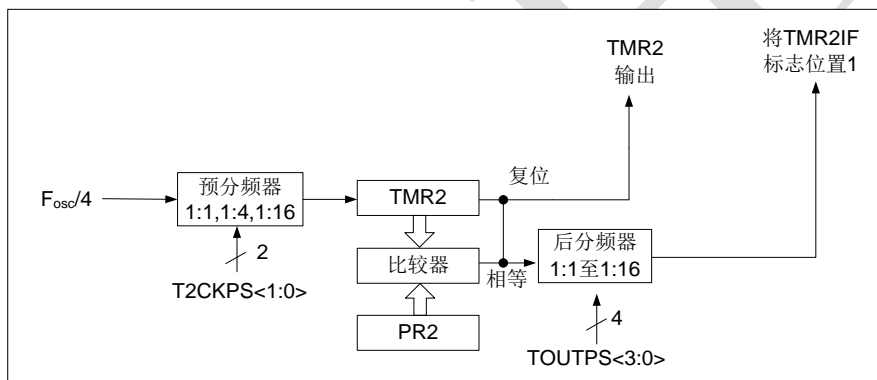 TMR2
输出
将TMR2IF
标志位置1
Fosc/4
预分频器
1:1,1:4,1:16
TMR2
复位
2
T2CKPS<1:0>
比较器
相等
后分频器
1:1至1:16
PR2
4
TOUTPS<3:0>